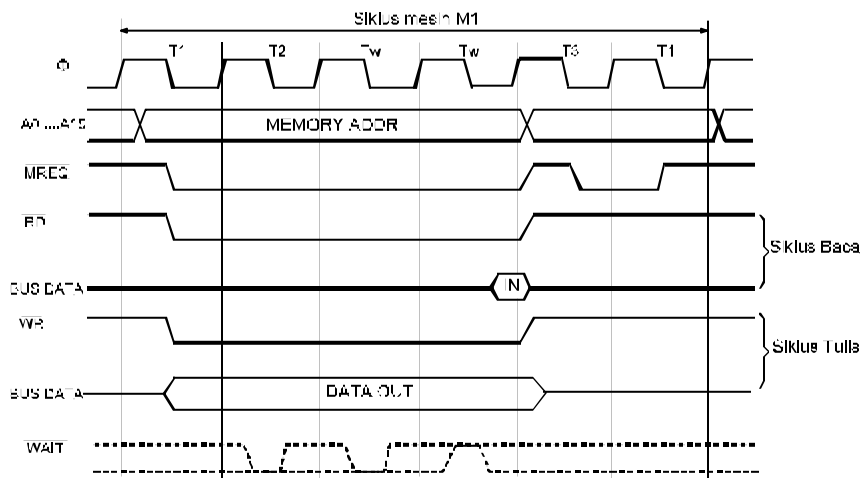 Siklus mesin M1
T1 T2 Tw Tw T3 T1
Φ
A0 ....A15 MEMORY ADDR
MREQ
RD
Siklus Baca
BUS DATA IN
WR
Siklus Tulis
BUS DATA DATA OUT
WAIT